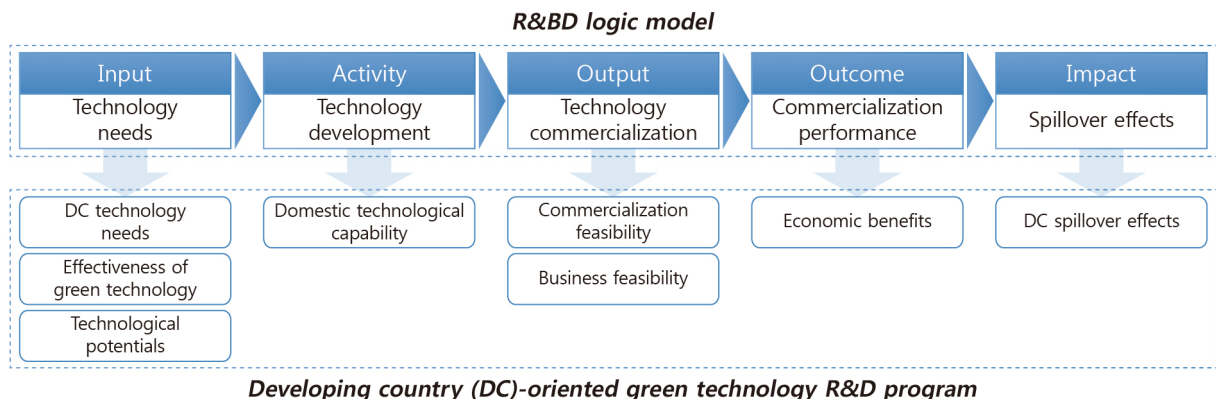 R&BD logic model
Input
Technology
needs
Activity
Technology
development
Output
Technology
commercialization
Outcome
Commercialization
performance
Impact
Spillover effects
DC technology
needs
Effectiveness of
green technology
Technological
potentials
Domestic technological
capability
Commercialization
feasibility
Business feasibility
Economic benefits
DC spillover effects
Developing country (DC)-oriented green technology R&D program